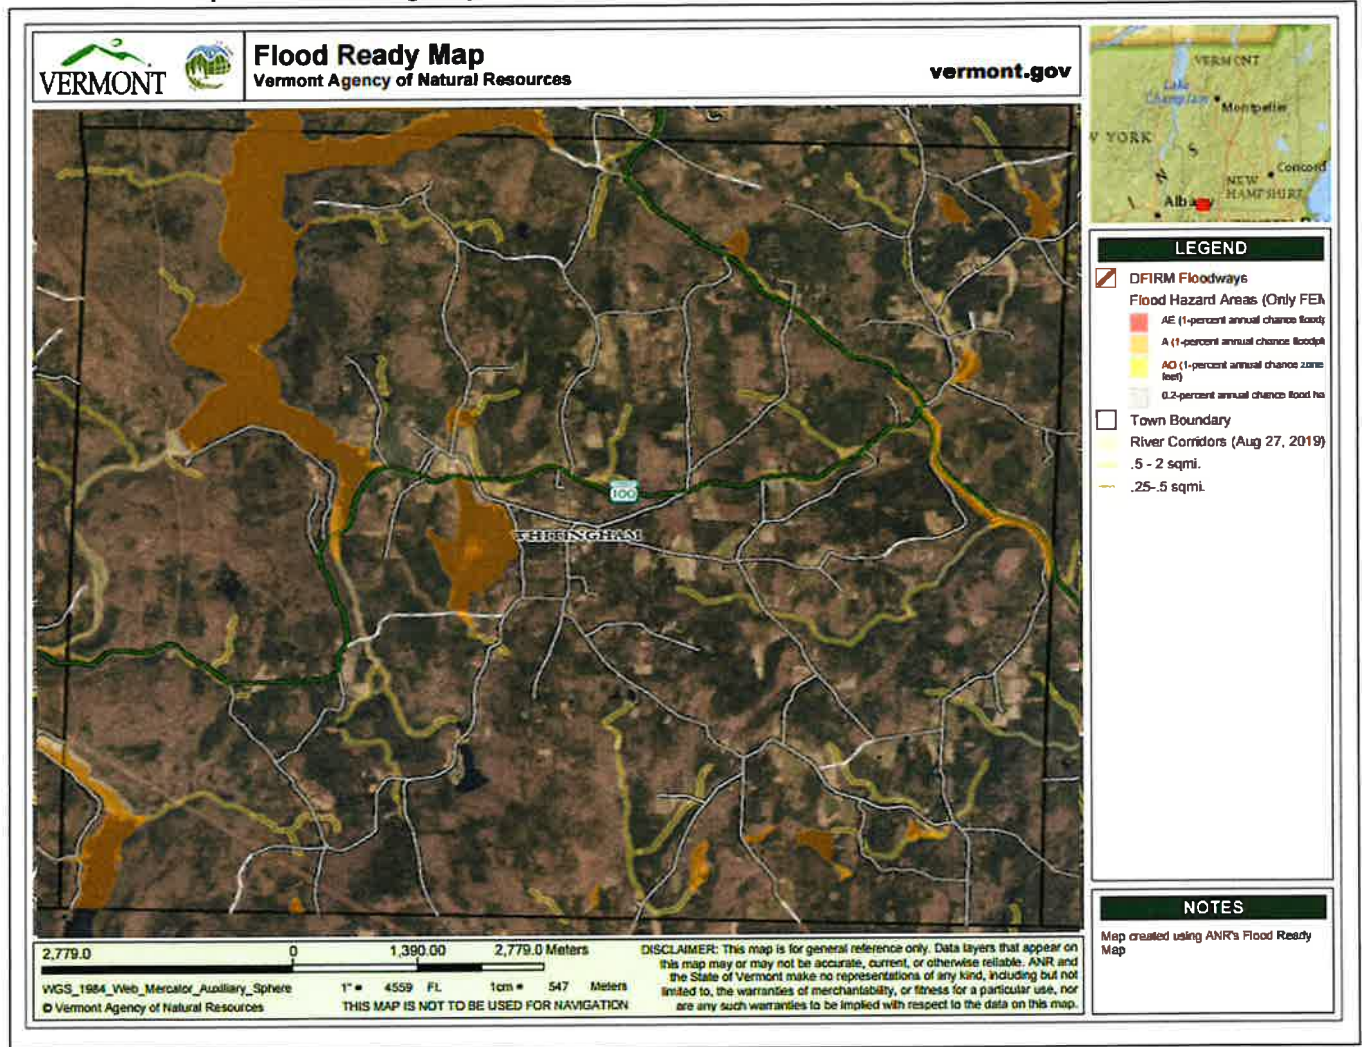 VERMONT
Flood Ready Map
Vermont Agency of Natural Resources
vermont.gov
VERMONT
Lake
Champlain
Montpelier
W YORK
Concord
NEW
HAMPSHIRE
Albany
100
WHITINGHAM
LEGEND
DFIRM Floodways
Flood Hazard Areas (Only FEM
AE (1-percent annual chance floodp
A (1-percent annual chance floodpl
AO (1-percent annual chance zone
feet)
0.2-percent annual chance flood ha
Town Boundary
River Corridors (Aug 27, 2019)
.5 - 2 sqmi.
.25-.5 sqmi.
NOTES
Map created using ANR's Flood Ready
Map
2,779.0 0 1,390.00 2,779.0 Meters
WGS_1984_Web_Mercator_Auxiliary_Sphere
© Vermont Agency of Natural Resources
1" = 4559 Ft. 1cm = 547 Meters
THIS MAP IS NOT TO BE USED FOR NAVIGATION
DISCLAIMER: This map is for general reference only. Data layers that appear on
this map may or may not be accurate, current, or otherwise reliable. ANR and
the State of Vermont make no representations of any kind, including but not
limited to, the warranties of merchantability, or fitness for a particular use, nor
are any such warranties to be implied with respect to the data on this map.